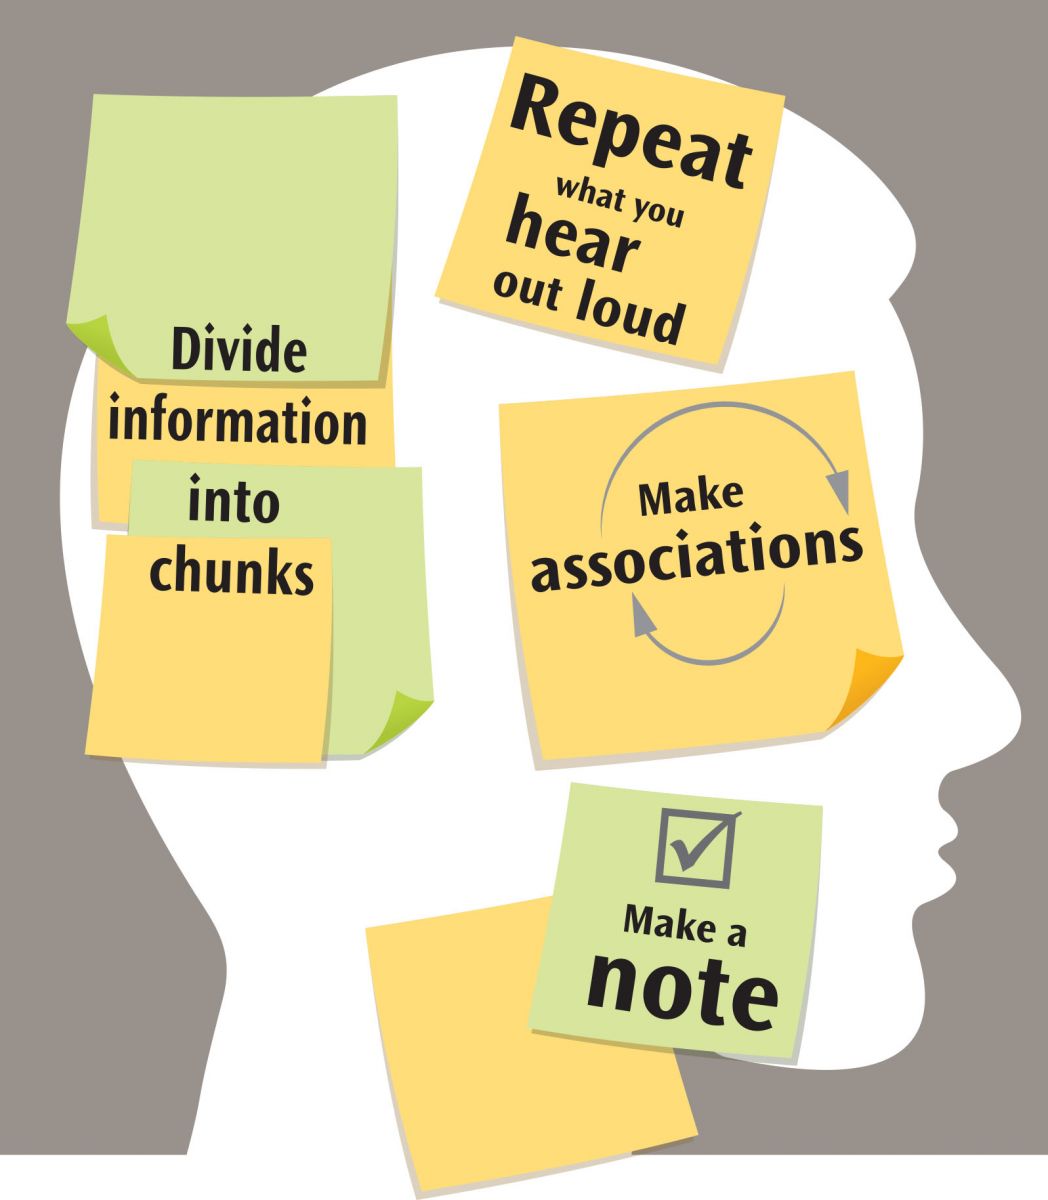 Repeat
what you
hear
out loud
Divide
information
into
chunks
Make
associations
Make a
note